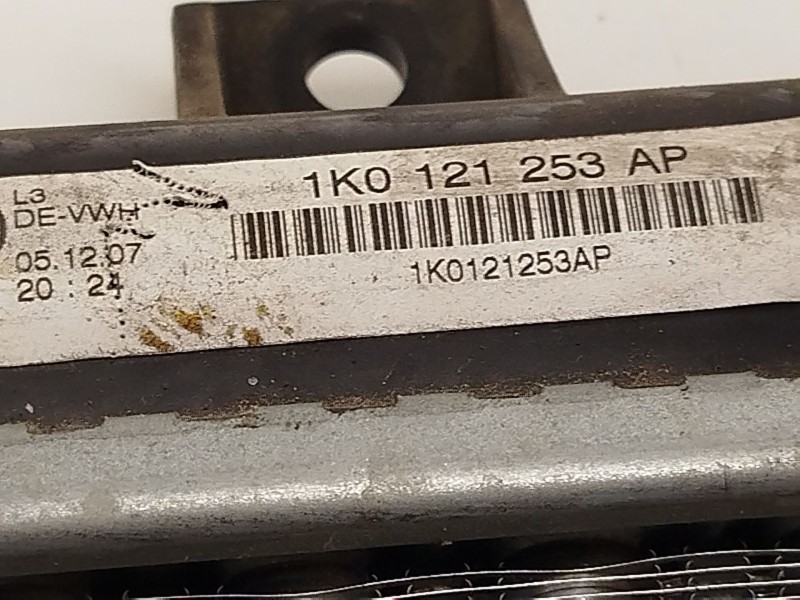 L3
DE-VWH
05.12.07
20 : 24
1K0 121 253 AP
1K0121253AP